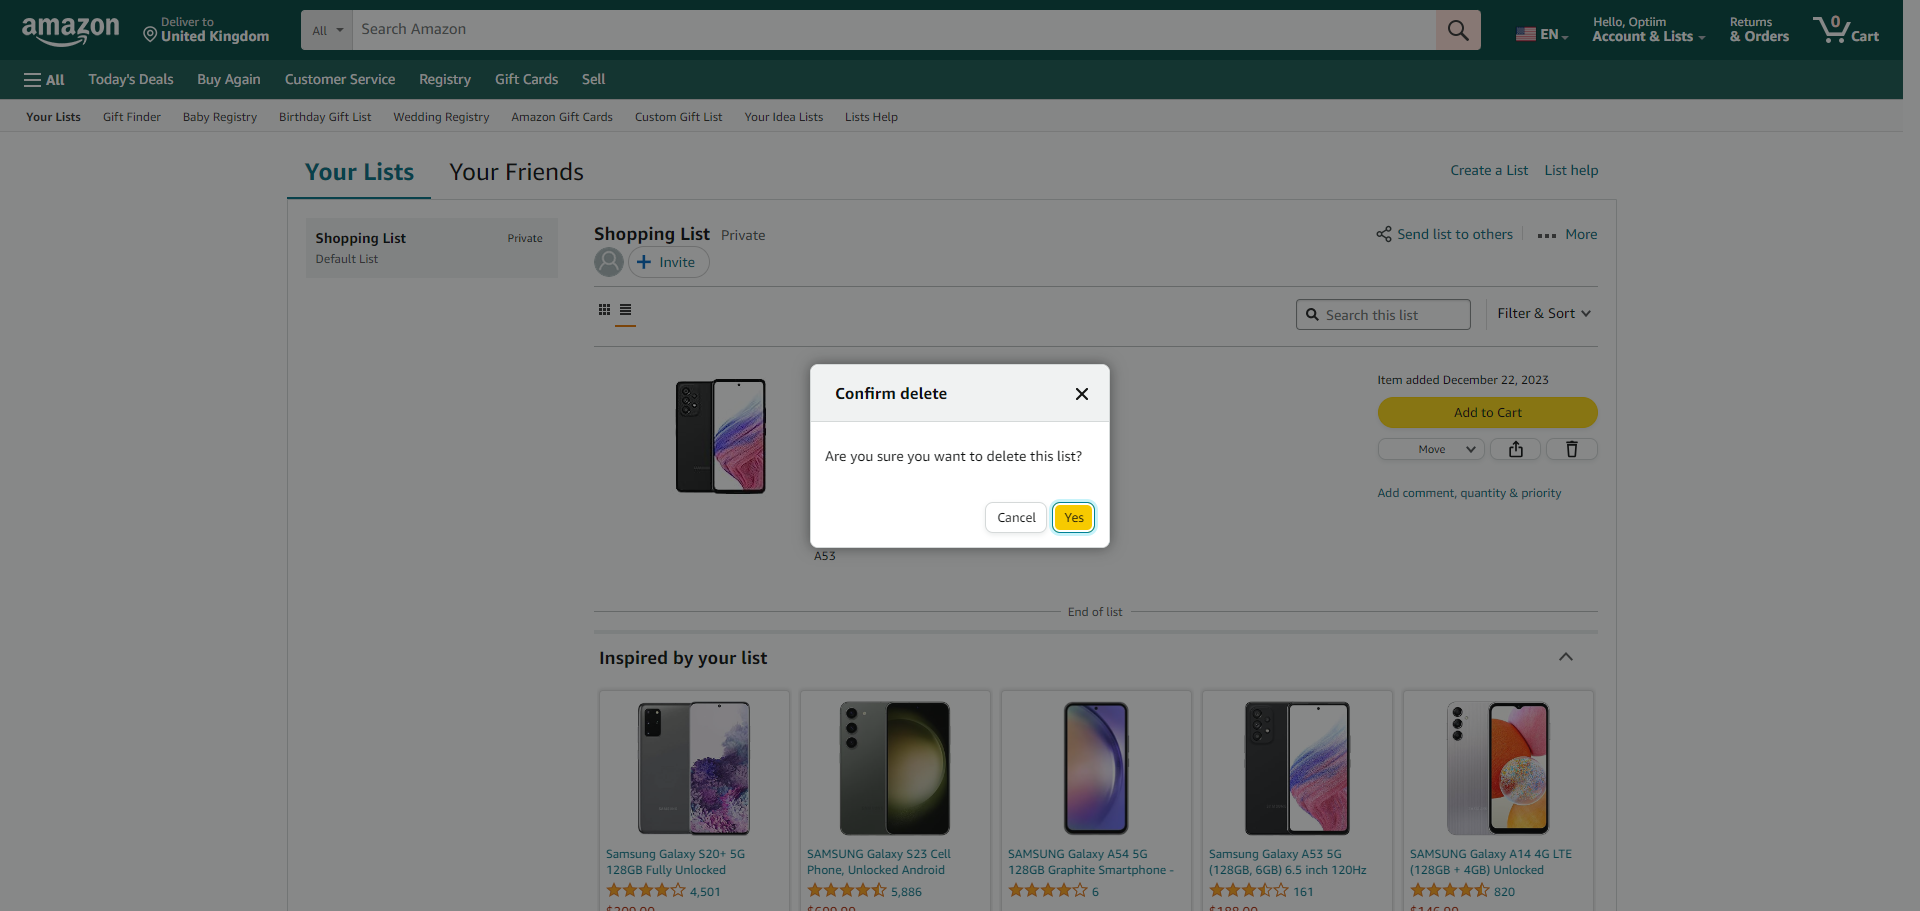 amazon
Deliver to
United Kingdom
All
Search Amazon
EN
Hello, Optiim
Account & Lists
Returns
& Orders
0
Cart
All
Today's Deals
Buy Again
Customer Service
Registry
Gift Cards
Sell
Your Lists
Gift Finder
Baby Registry
Birthday Gift List
Wedding Registry
Amazon Gift Cards
Custom Gift List
Your Idea Lists
Lists Help
Your Lists
Your Friends
Create a List
List help
Shopping List
Private
Default List
Shopping List
Private
Send list to others
More
Invite
Search this list
Filter & Sort
Confirm delete
Are you sure you want to delete this list?
Cancel
Yes
A53
Item added December 22, 2023
Add to Cart
Move
Add comment, quantity & priority
End of list
Inspired by your list
Samsung Galaxy S20+ 5G
128GB Fully Unlocked
4,501
SAMSUNG Galaxy S23 Cell
Phone, Unlocked Android
5,886
SAMSUNG Galaxy A54 5G
128GB Graphite Smartphone -
6
Samsung Galaxy A53 5G
(128GB, 6GB) 6.5 inch 120Hz
161
SAMSUNG Galaxy A14 4G LTE
(128GB + 4GB) Unlocked
820